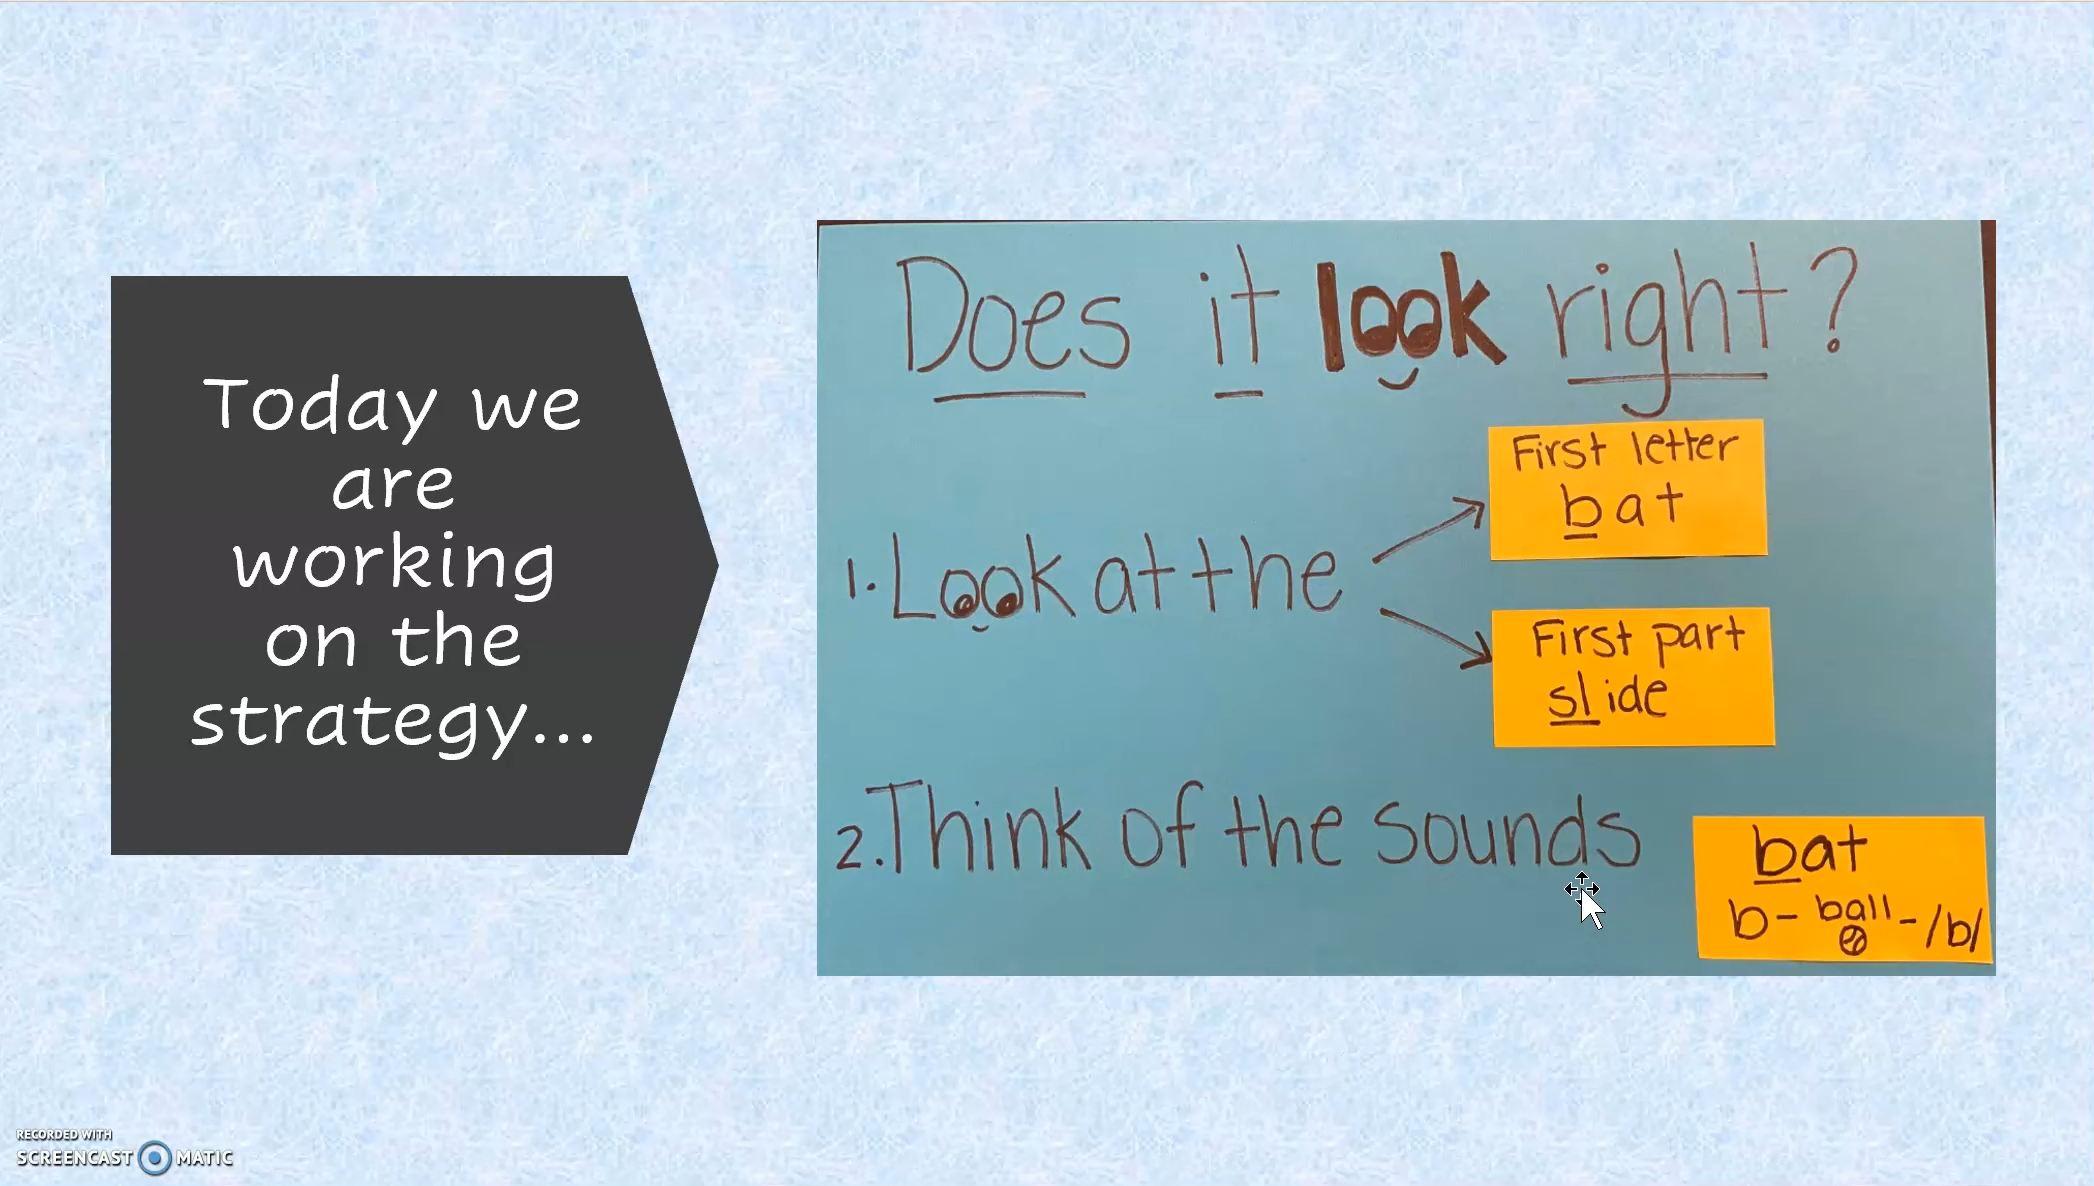 Today we
are
working
on the
strategy...
Does it look right?
1. Look at the
First letter
bat
First part
slide
2. Think of the sounds
bat
b- ball - /b/
RECORDED WITH
SCREENCAST MATIC